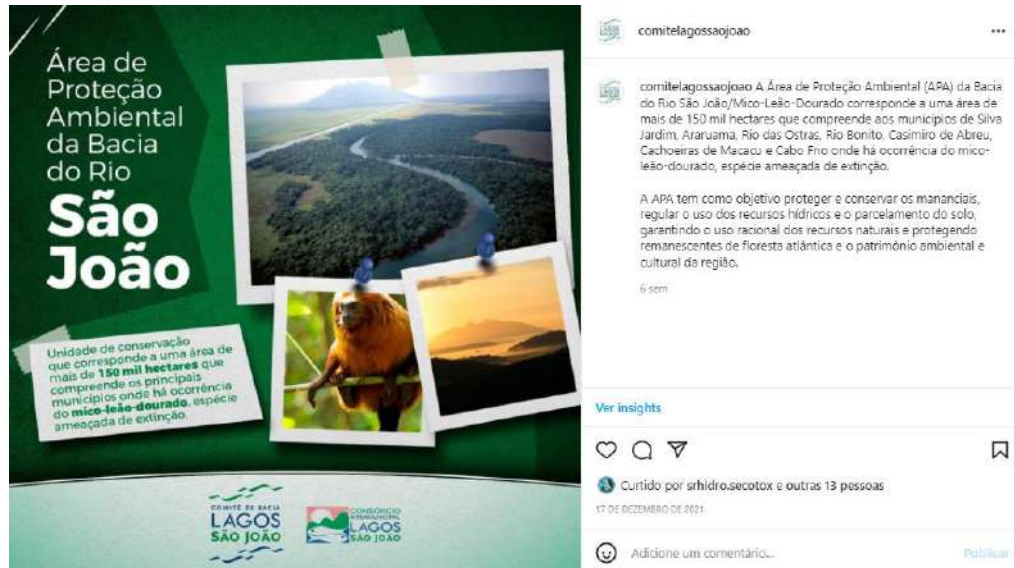 Área de
Proteção
Ambiental
da Bacia
do Rio
São
João
Unidade de conservação
que corresponde a uma área de
mais de 150 mil hectares que
compreende os principais
municípios onde há ocorrência
do mico-leão-dourado, espécie
ameaçada de extinção.
COMITÊ DE BACIA
LAGOS
SÃO JOÃO
CONSÓRCIO
INTERMUNICIPAL
LAGOS
SÃO JOÃO
comitelagossaojoao
comitelagossaojoao A Área de Proteção Ambiental (APA) da Bacia
do Rio São João/Mico-Leão-Dourado corresponde a uma área de
mais de 150 mil hectares que compreende aos municípios de Silva
Jardim, Araruama, Rio das Ostras, Rio Bonito, Casimiro de Abreu,
Cachoeiras de Macacu e Cabo Frio onde há ocorrência do mico-
leão-dourado, espécie ameaçada de extinção.
A APA tem como objetivo proteger e conservar os mananciais,
regular o uso dos recursos hídricos e o parcelamento do solo,
garantindo o uso racional dos recursos naturais e protegendo
remanescentes de floresta atlântica e o patrimônio ambiental e
cultural da região.
6 sem
Ver insights
Curtido por srhidro.secotox e outras 13 pessoas
17 DE DEZEMBRO DE 2021
Adicione um comentário...
Publicar